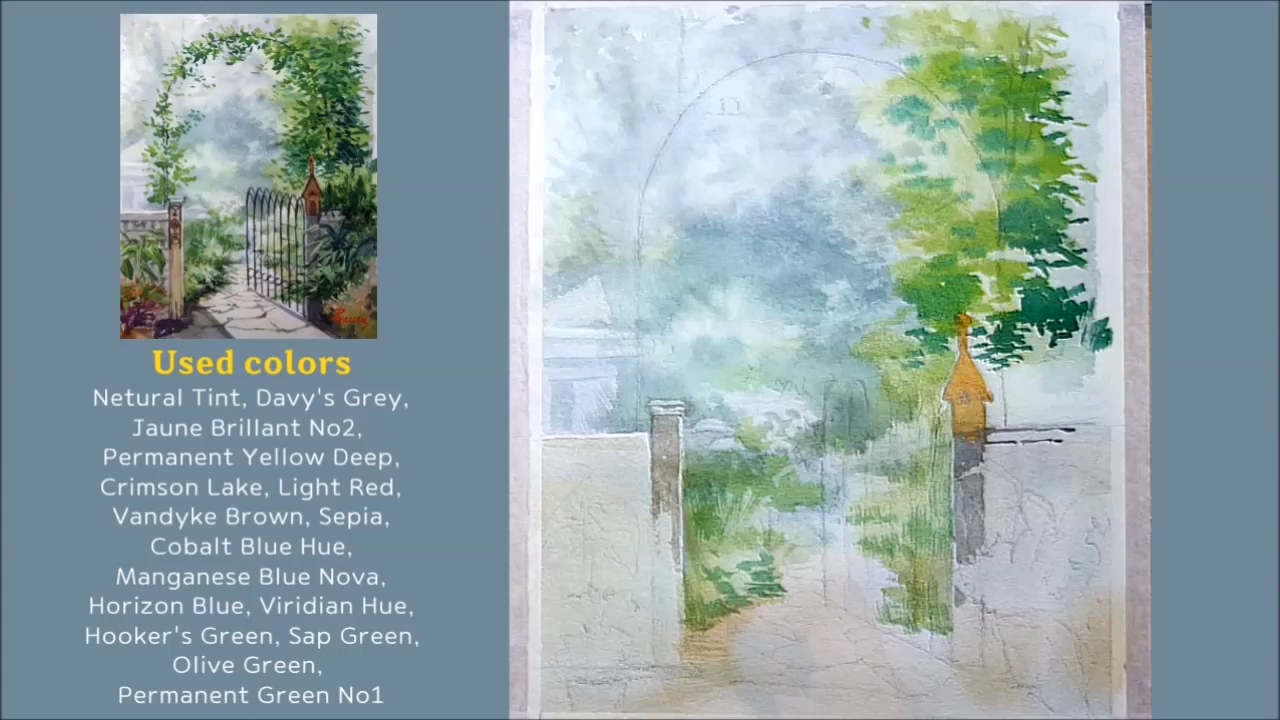 Used colors
Netural Tint, Davy's Grey,
Jaune Brillant No2,
Permanent Yellow Deep,
Crimson Lake, Light Red,
Vandyke Brown, Sepia,
Cobalt Blue Hue,
Manganese Blue Nova,
Horizon Blue, Viridian Hue,
Hooker's Green, Sap Green,
Olive Green,
Permanent Green No1